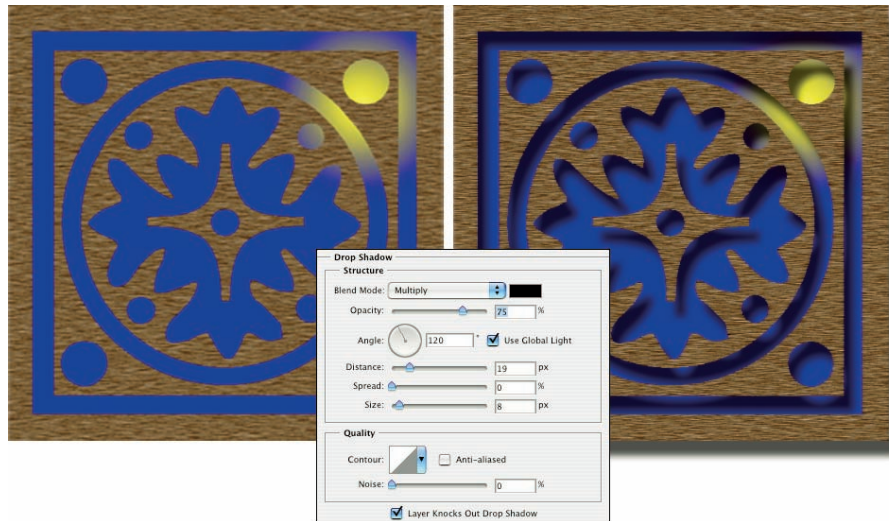 Drop Shadow
Structure
Blend Mode: Multiply
Opacity: 75 %
Angle: 120 ° Use Global Light
Distance: 19 px
Spread: 0 %
Size: 8 px
Quality
Contour: Anti-aliased
Noise: 0 %
Layer Knocks Out Drop Shadow